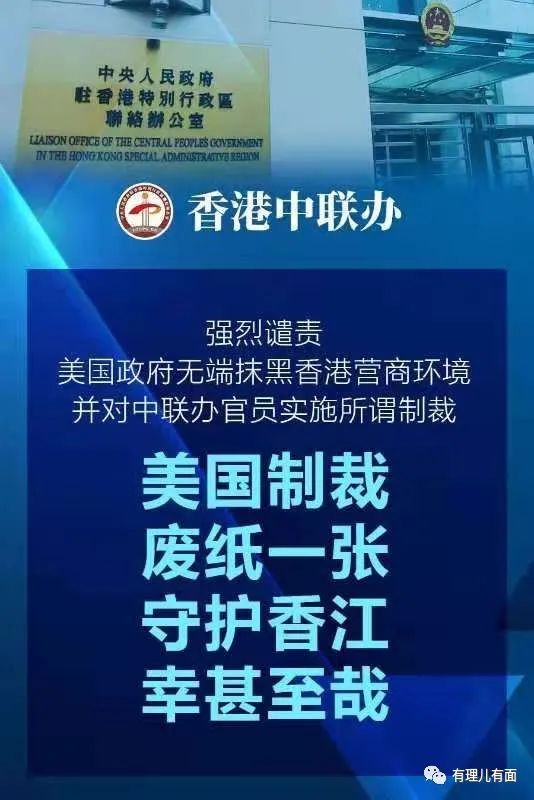 中央人民政府
駐香港特別行政區
聯絡辦公室
LIAISON OFFICE OF THE CENTRAL PEOPLE'S GOVERNMENT
IN THE HONG KONG SPECIAL ADMINISTRATIVE REGION
香港中联办
强烈谴责
美国政府无端抹黑香港营商环境
并对中联办官员实施所谓制裁
美国制裁
废纸一张
守护香江
幸甚至哉
有理儿有面